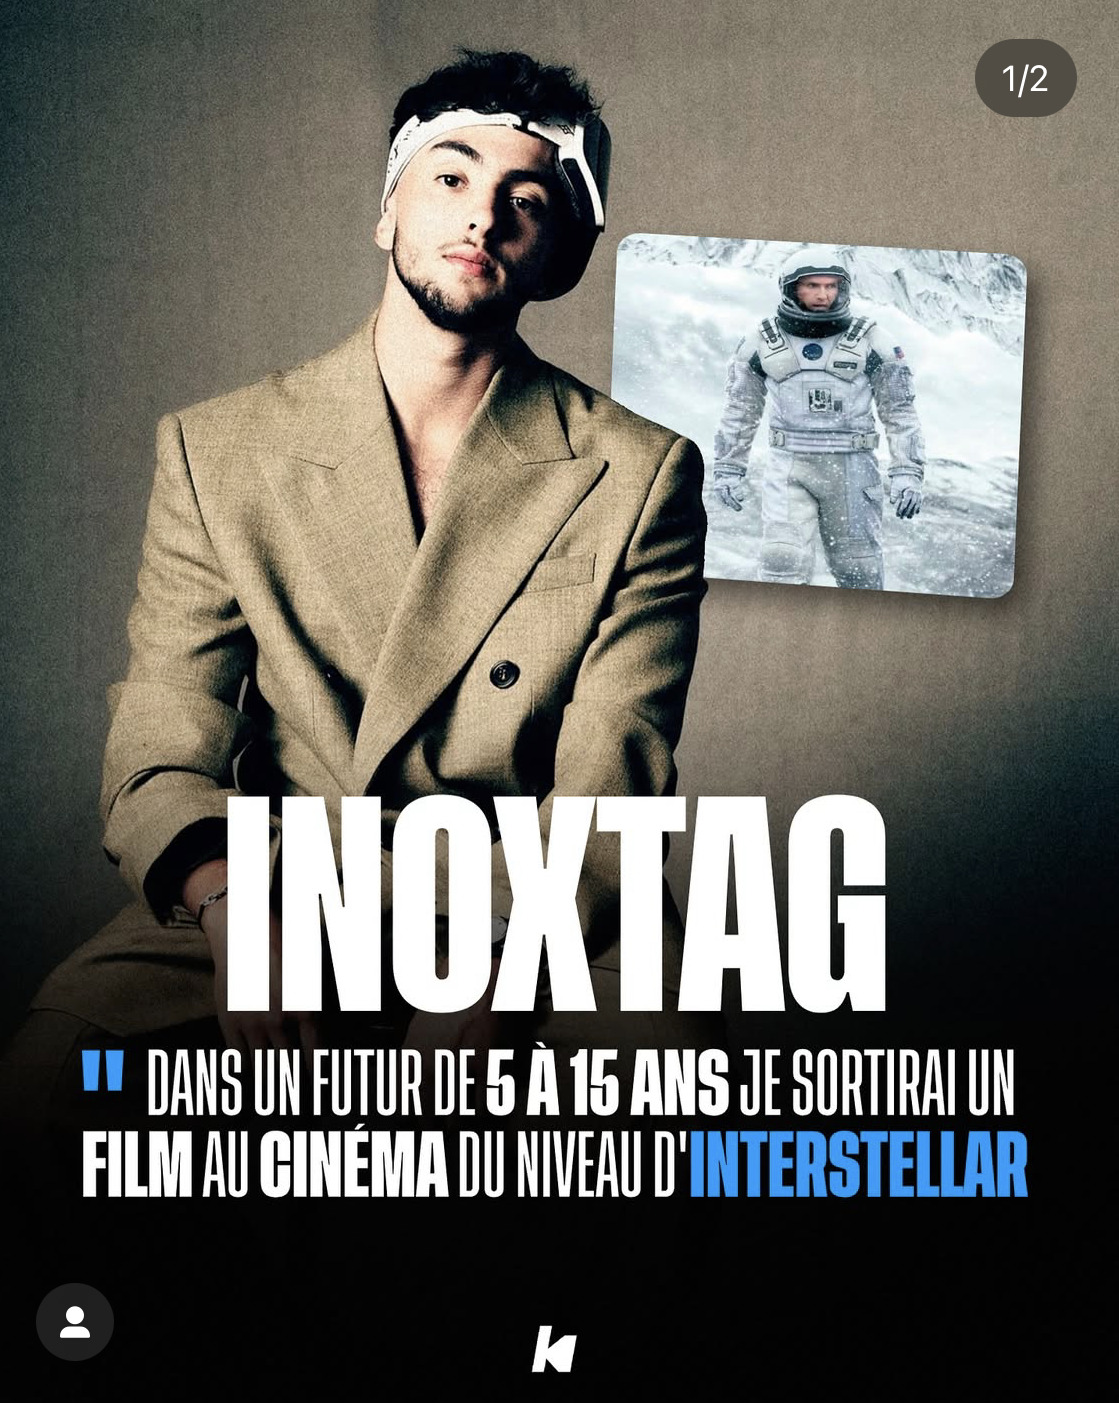 1/2
INOXTAG
" DANS UN FUTUR DE 5 À 15 ANS JE SORTIRAI UN
FILM AU CINÉMA DU NIVEAU D'INTERSTELLAR